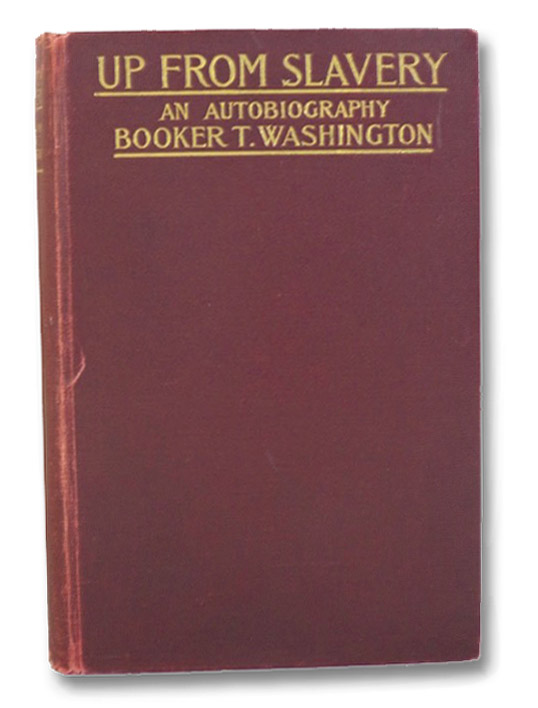 UP FROM SLAVERY
AN AUTOBIOGRAPHY
BOOKER T. WASHINGTON